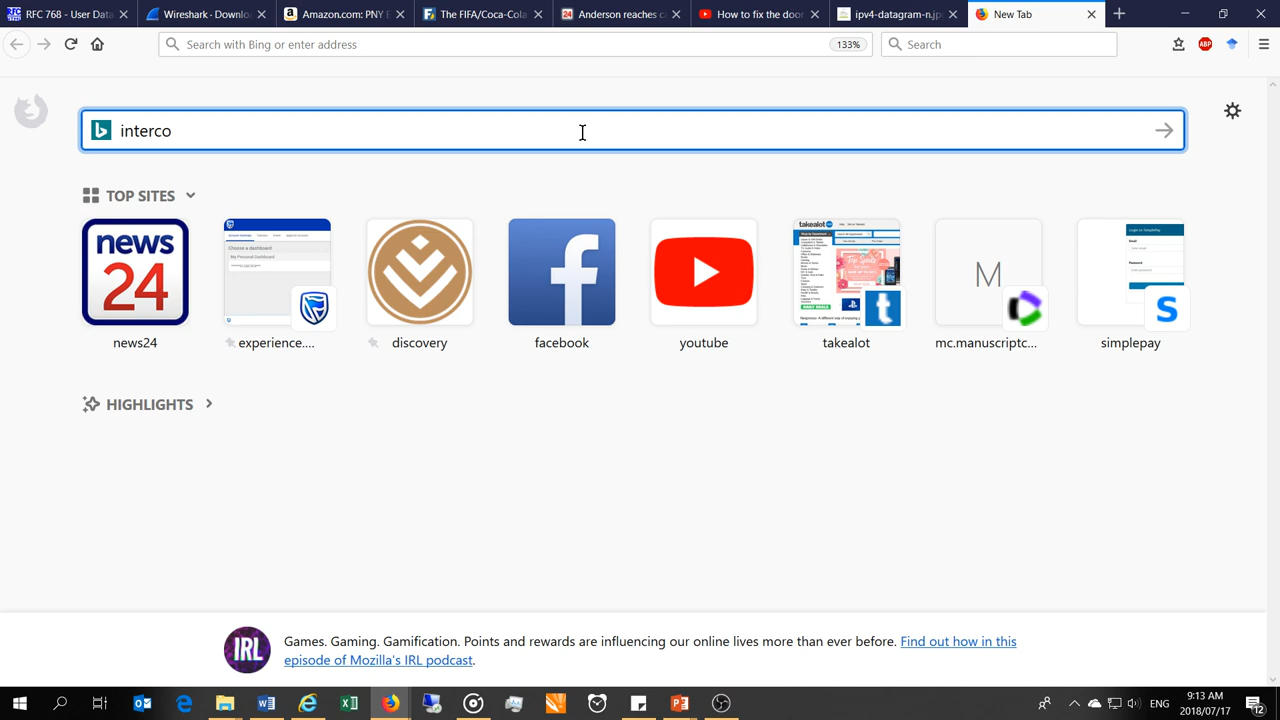 RFC 768 - User Data
Wireshark - Downlo
Amazon.com: PNY E
The FIFA/Coca-Cola
Anderson reaches ca
How to fix the door
ipv4-datagram-n.jp
New Tab
Search with Bing or enter address
133%
Search
ABP
interco
TOP SITES
news 24
takealot
M
S
news24
experience....
discovery
facebook
youtube
takealot
mc.manuscriptc...
simplepay
HIGHLIGHTS
IRL
Games. Gaming. Gamification. Points and rewards are influencing our online lives more than ever before. Find out how in this
episode of Mozilla's IRL podcast.
ENG
9:13 AM
2018/07/17
12